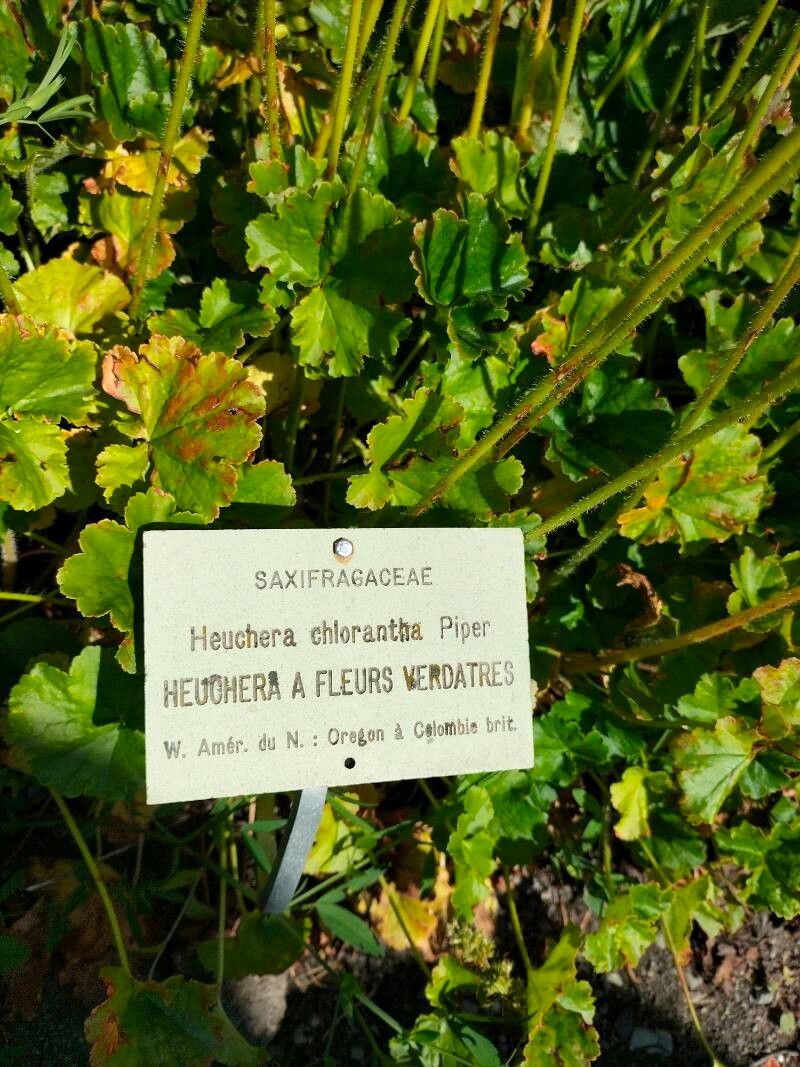 SAXIFRAGACEAE
Heuchera chlorantha Piper
HEUCHERA A FLEURS VERDATRES
W. Amér. du N. : Oregon à Colombie brit.